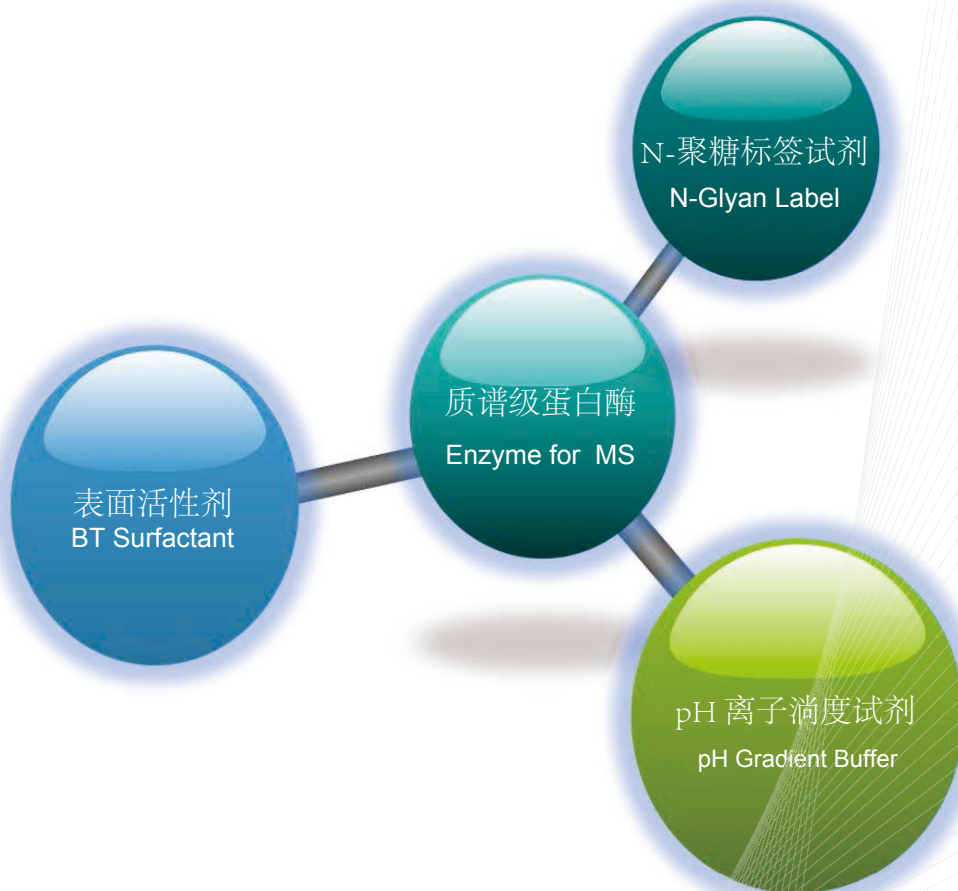 N-聚糖标签试剂
N-Glyan Label
质谱级蛋白酶
Enzyme for MS
表面活性剂
BT Surfactant
pH 离子淌度试剂
pH Gradient Buffer